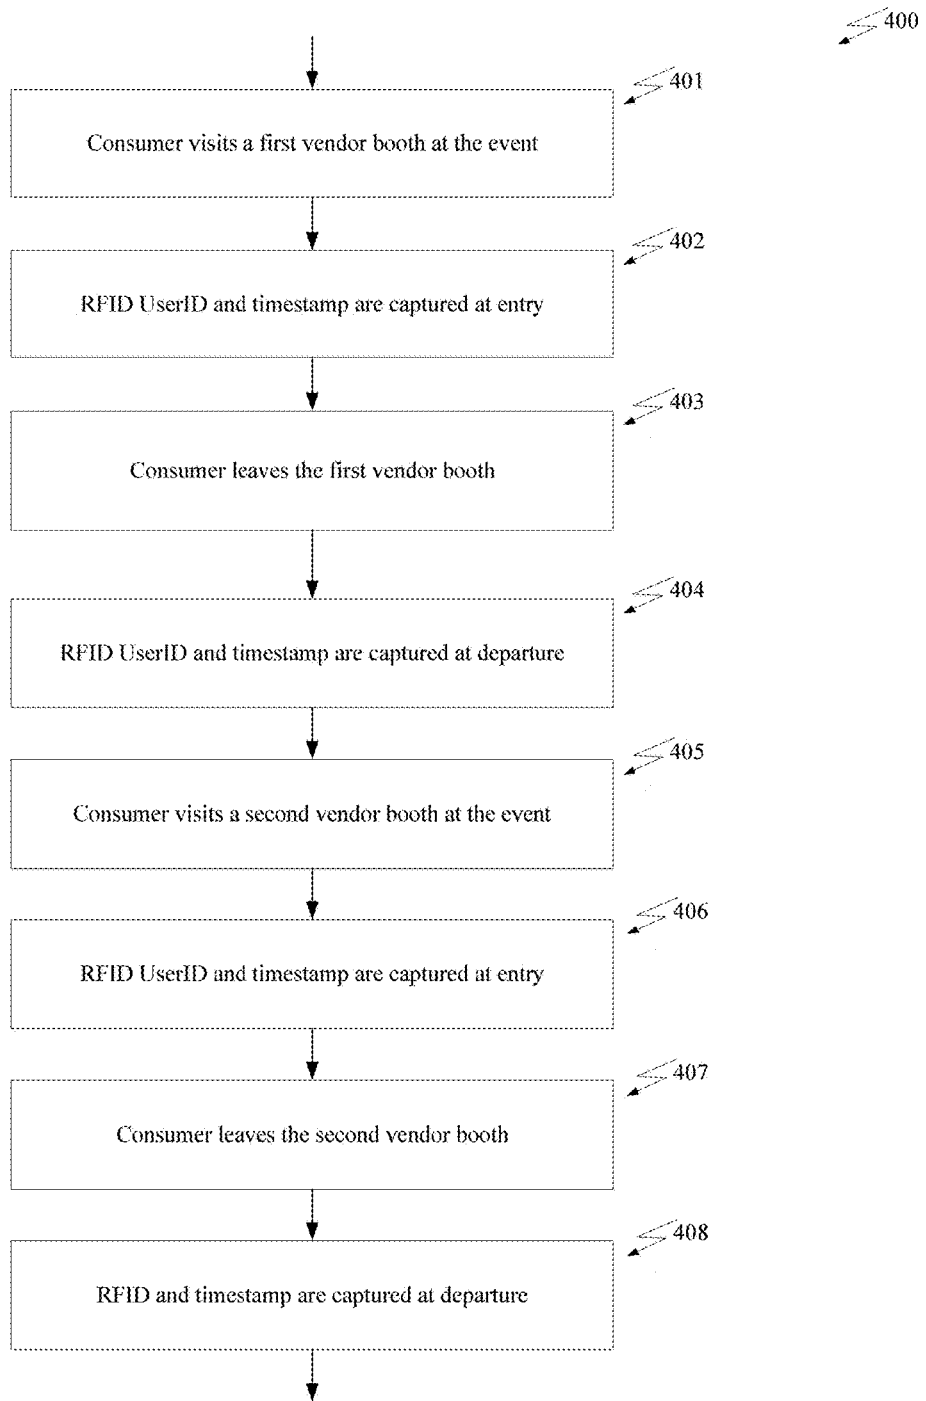 400
401
Consumer visits a first vendor booth at the event
402
RFID UserID and timestamp are captured at entry
403
Consumer leaves the first vendor booth
404
RFID UserID and timestamp are captured at departure
405
Consumer visits a second vendor booth at the event
406
RFID UserID and timestamp are captured at entry
407
Consumer leaves the second vendor booth
408
RFID and timestamp are captured at departure